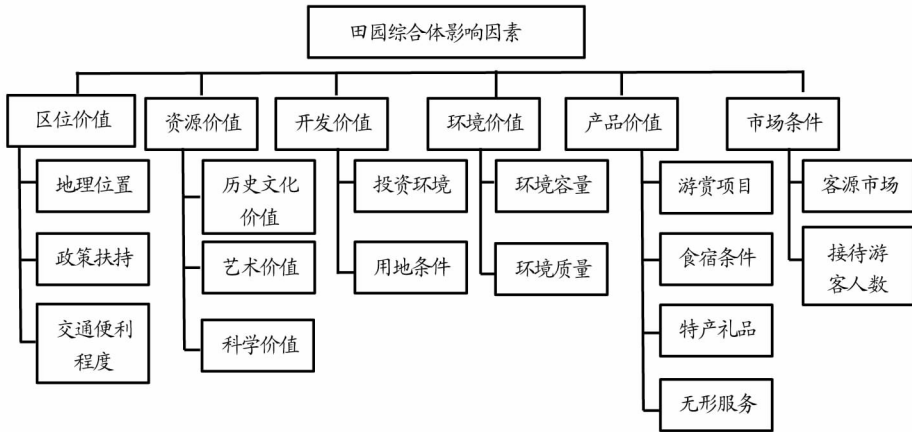 田园综合体影响因素
区位价值
资源价值
开发价值
环境价值
产品价值
市场条件
地理位置
政策扶持
交通便利
程度
历史文化
价值
艺术价值
科学价值
投资环境
用地条件
环境容量
环境质量
游赏项目
食宿条件
特产礼品
无形服务
客源市场
接待游
客人数